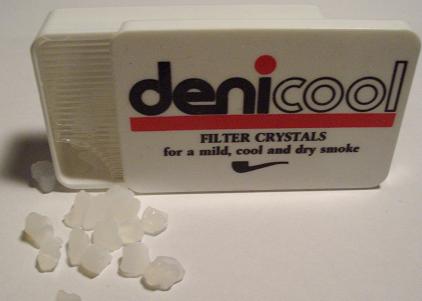 denicool
FILTER CRYSTALS
for a mild, cool and dry smoke